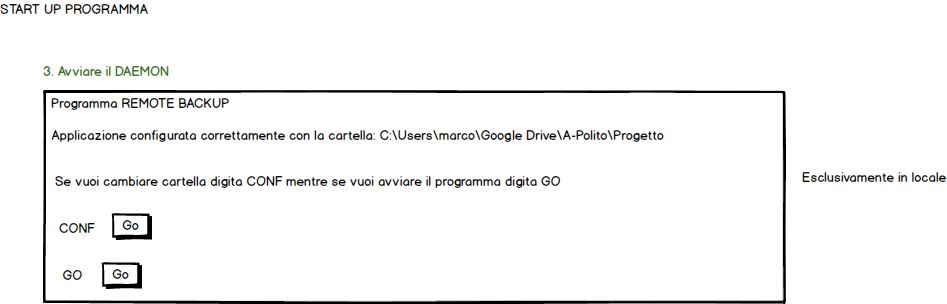 START UP PROGRAMMA
3. Avviare il DAEMON
Programma REMOTE BACKUP
Applicazione configurata correttamente con la cartella: C:\Users\marco\Google Drive\A-Polito\Progetto
Esclusivamente in locale
Se vuoi cambiare cartella digita CONF mentre se vuoi avviare il programma digita GO
CONF Go
GO Go